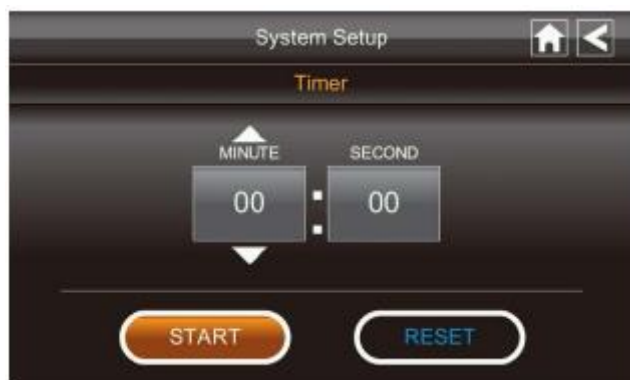 System Setup
Timer
MINUTE SECOND
00 : 00
START RESET